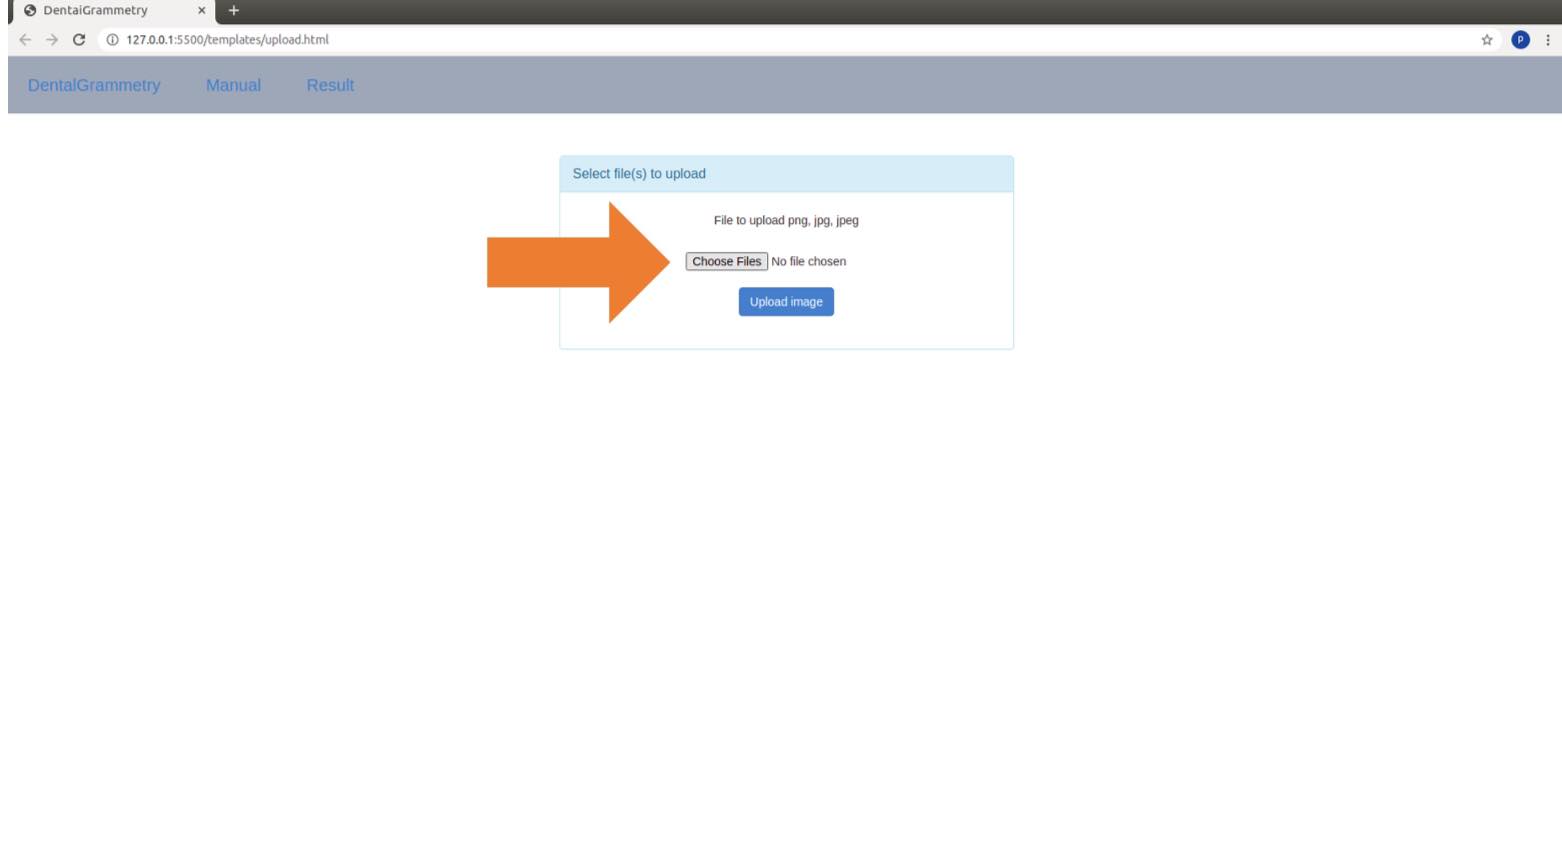 DentaiGrammetry
127.0.0.1:5500/templates/upload.html
P
DentalGrammetry Manual Result
Select file(s) to upload
File to upload png, jpg, jpeg
Choose Files No file chosen
Upload image